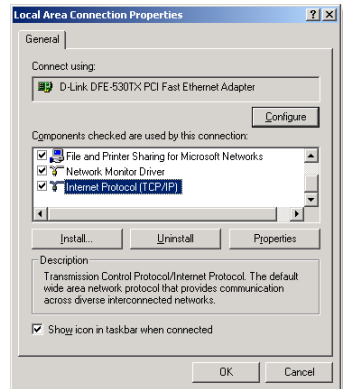 Local Area Connection Properties
General
Connect using:
D-Link DFE-530TX PCI Fast Ethernet Adapter
Configure
Components checked are used by this connection:
File and Printer Sharing for Microsoft Networks
Network Monitor Driver
Internet Protocol (TCP/IP)
Install... Uninstall Properties
Description
Transmission Control Protocol/Internet Protocol. The default
wide area network protocol that provides communication
across diverse interconnected networks.
Show icon in taskbar when connected
OK Cancel